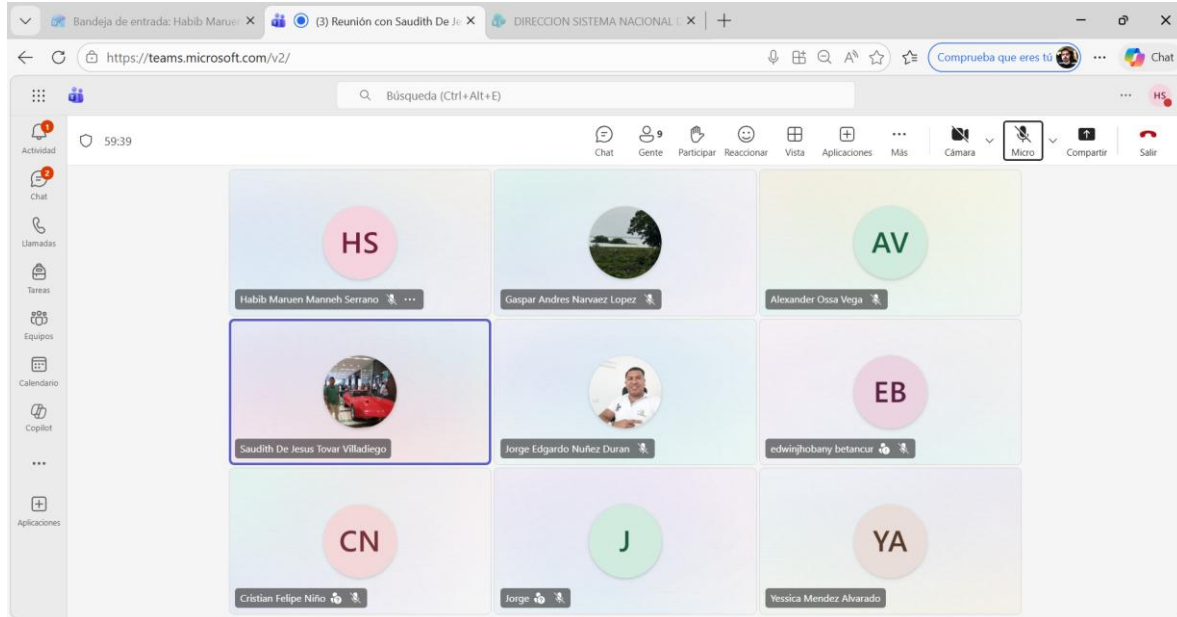 Bandeja de entrada: Habib Marue
(3) Reunión con Saudith De Je
DIRECCION SISTEMA NACIONAL D
https://teams.microsoft.com/v2/
Comprueba que eres tú
Chat
Búsqueda (Ctrl+Alt+E)
HS
Actividad
1
59:39
Chat
Gente
9
Participar
Reaccionar
Vista
Aplicaciones
Más
Cámara
Micro
Compartir
Salir
Chat
2
Llamadas
Tareas
Equipos
Calendario
Copilot
Aplicaciones
HS
Habib Maruen Manneh Serrano
Gaspar Andres Narvaez Lopez
AV
Alexander Ossa Vega
Saudith De Jesus Tovar Villadiego
Jorge Edgardo Nuñez Duran
EB
edwinjhobany betancur
CN
Cristian Felipe Niño
J
Jorge
YA
Yessica Mendez Alvarado